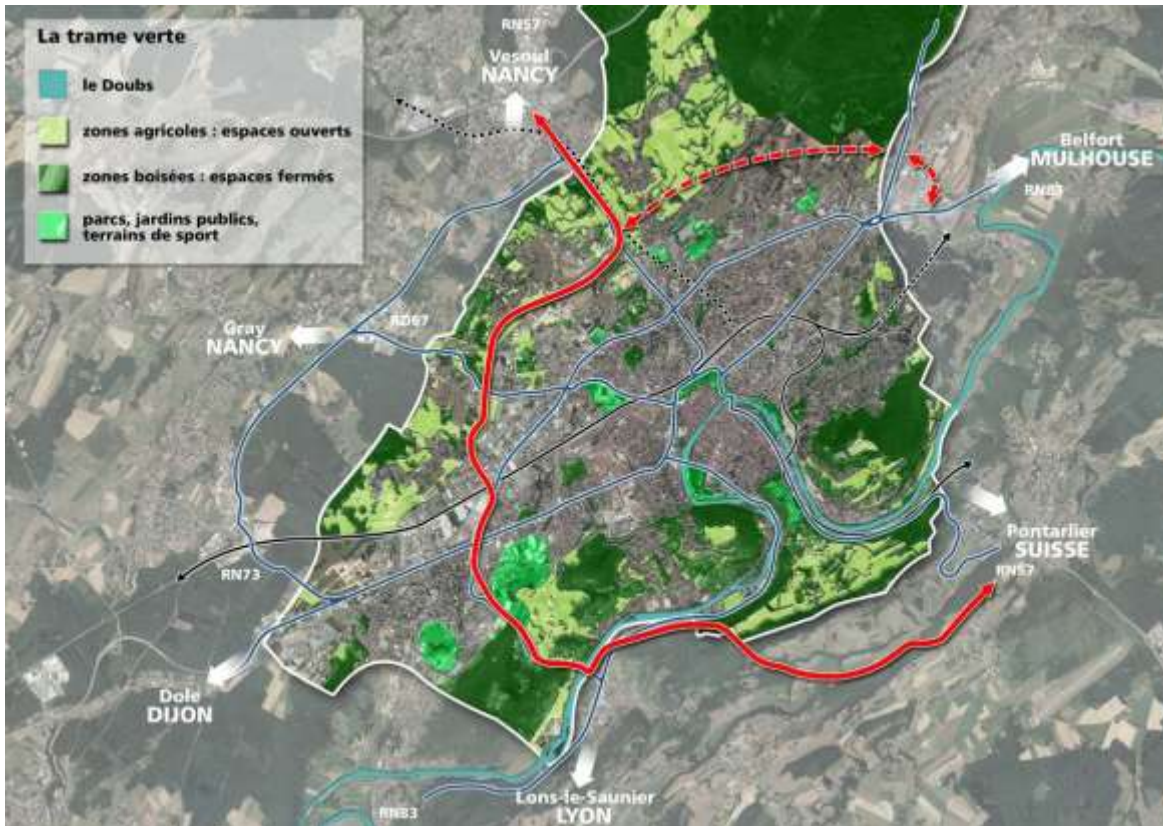 La trame verte
le Doubs
zones agricoles : espaces ouverts
zones boisées : espaces fermés
parcs, jardins publics,
terrains de sport
RN57
Vesoul
NANCY
Belfort
MULHOUSE
RN83
RD67
Gray
NANCY
Pontarlier
SUISSE
RN57
RN73
Dole
DIJON
Lons-le-Saunier
LYON
RN83